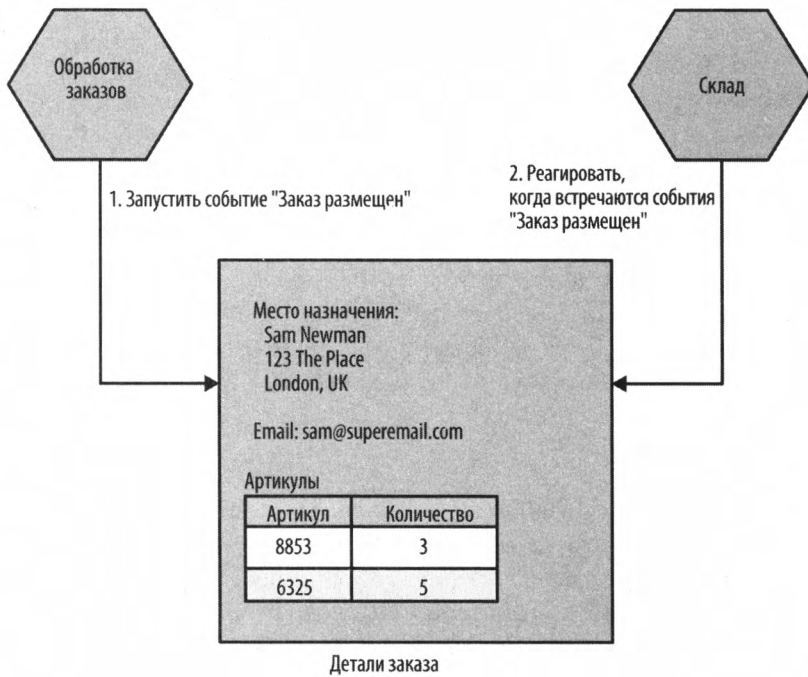 Обработка
заказов
Склад
1. Запустить событие "Заказ размещен"
2. Реагировать,
когда встречаются события
"Заказ размещен"
Место назначения:
Sam Newman
123 The Place
London, UK
Email: sam@superemail.com
Артикулы
Артикул Количество
8853 3
6325 5
Детали заказа